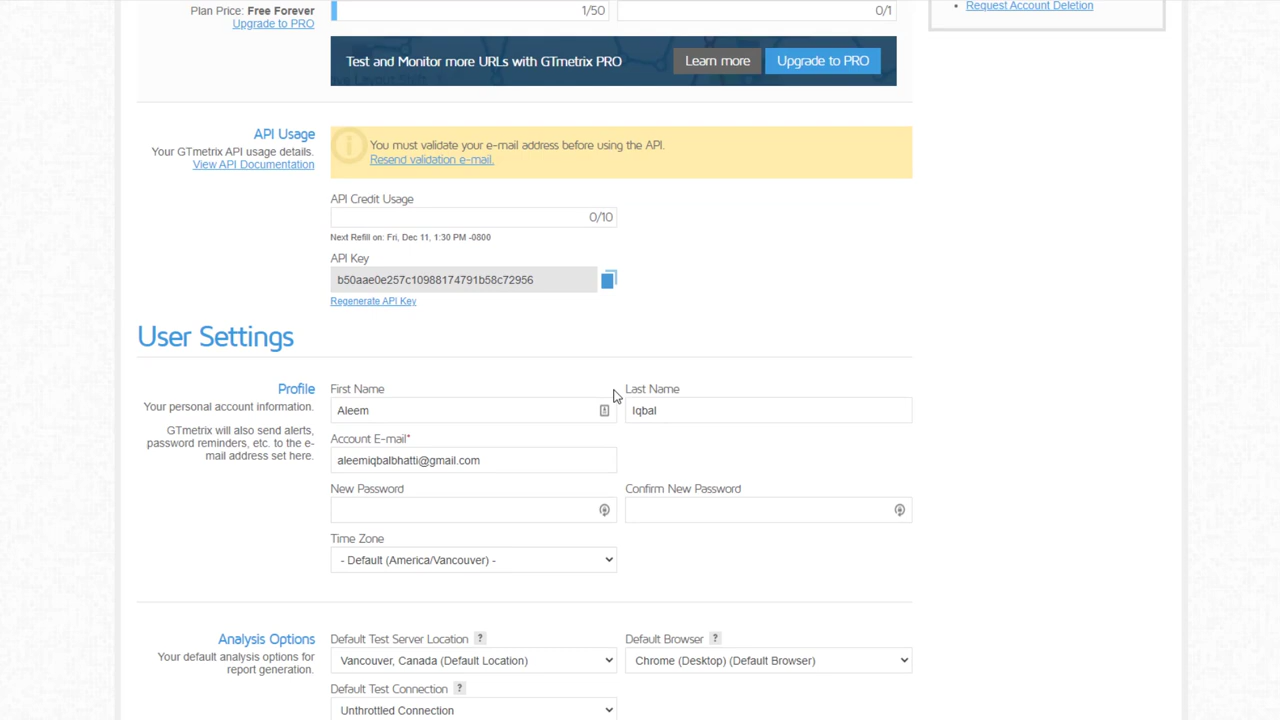 Plan Price: Free Forever
Upgrade to PRO
1/50
0/1
Request Account Deletion
Test and Monitor more URLs with GTmetrix PRO
Learn more
Upgrade to PRO
API Usage
Your GTmetrix API usage details.
View API Documentation
You must validate your e-mail address before using the API.
Resend validation e-mail.
API Credit Usage
0/10
Next Refill on: Fri, Dec 11, 1:30 PM -0800
API Key
b50aae0e257c10988174791b58c72956
Regenerate API Key
User Settings
Profile
Your personal account information.
GTmetrix will also send alerts,
password reminders, etc. to the e-
mail address set here.
First Name
Last Name
Aleem
Iqbal
Account E-mail*
aleemiqbalbhatti@gmail.com
New Password
Confirm New Password
Time Zone
- Default (America/Vancouver) -
Analysis Options
Your default analysis options for
report generation.
Default Test Server Location ?
Default Browser ?
Vancouver, Canada (Default Location)
Chrome (Desktop) (Default Browser)
Default Test Connection ?
Unthrottled Connection